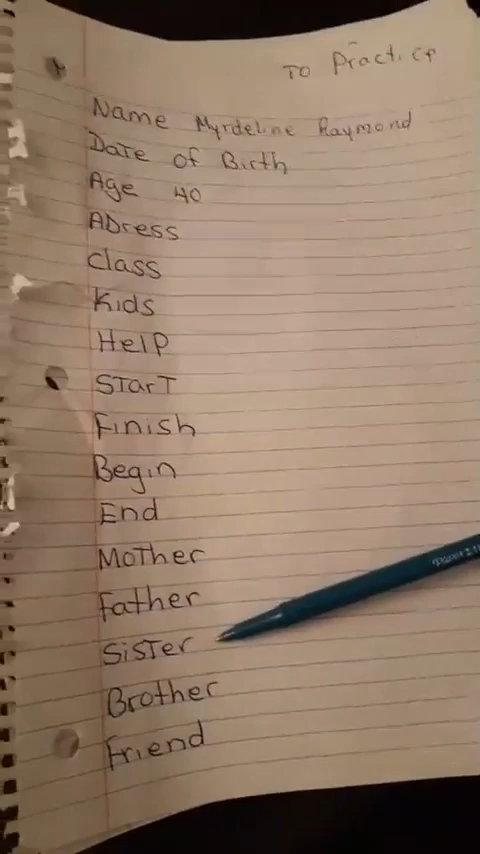 To Practice
Name Myrdeline Raymond
Date of Birth
Age 40
ADress
Class
Kids
Help
Start
Finish
Begin
End
Mother
Father
Sister
Brother
Friend